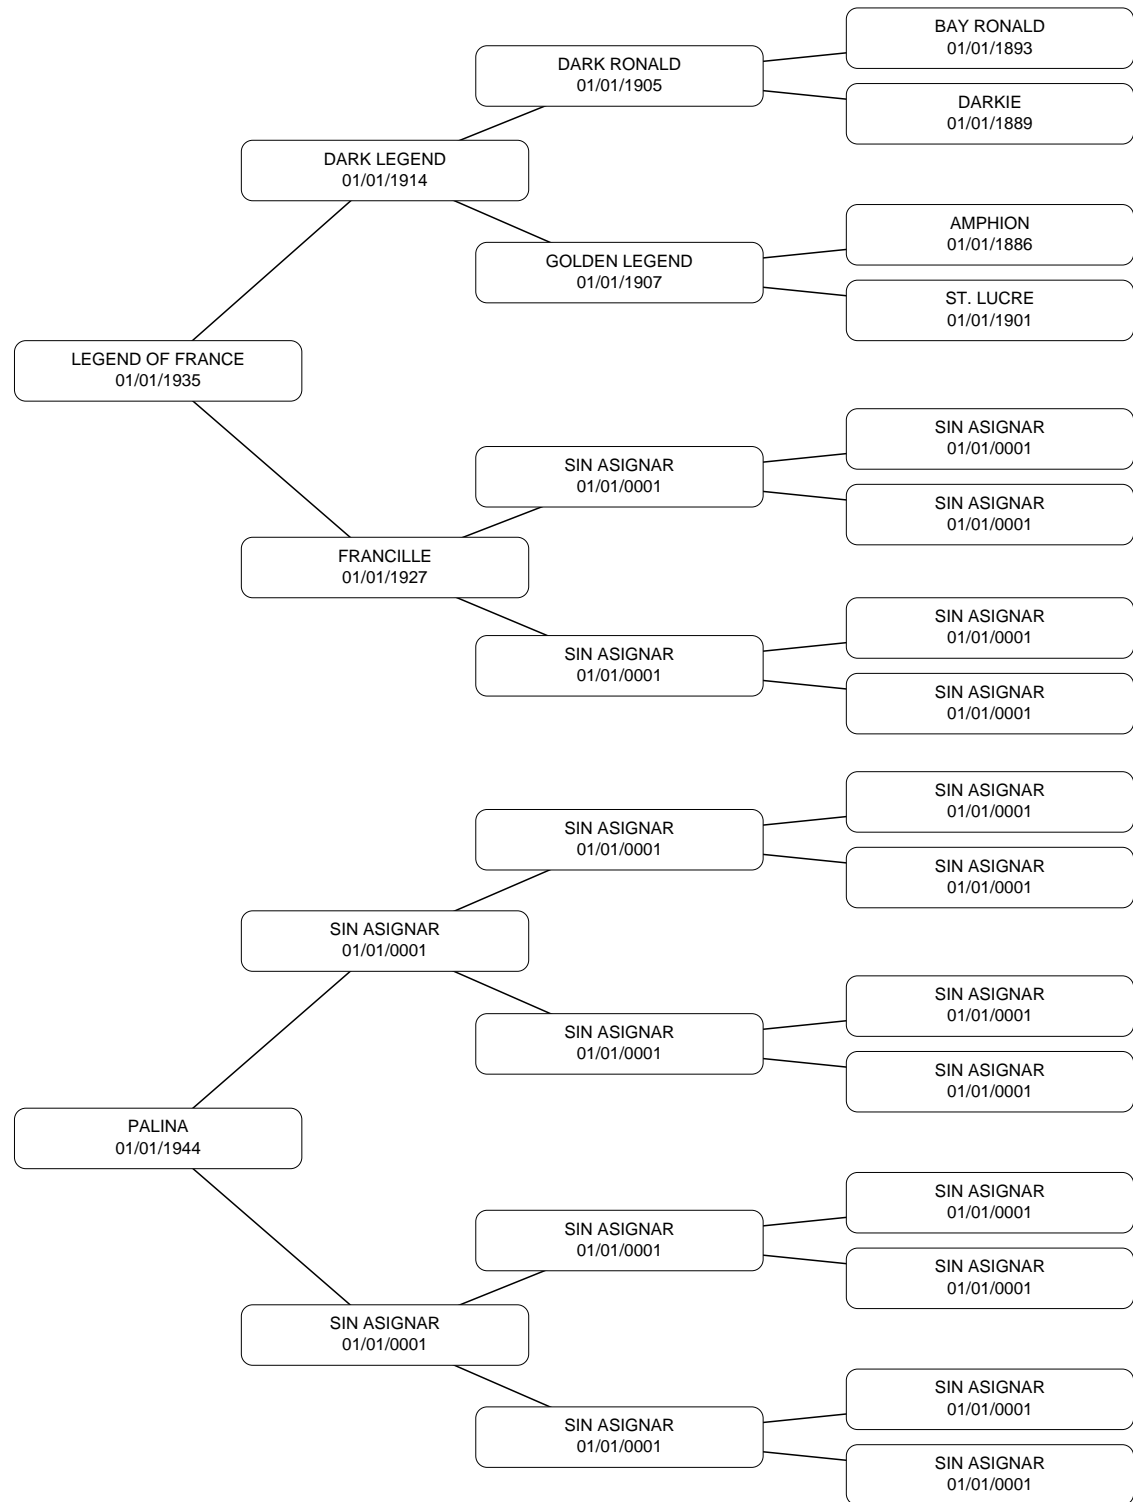 BAY RONALD
01/01/1893
DARK RONALD
01/01/1905
DARKIE
01/01/1889
DARK LEGEND
01/01/1914
AMPHION
01/01/1886
GOLDEN LEGEND
01/01/1907
ST. LUCRE
01/01/1901
LEGEND OF FRANCE
01/01/1935
SIN ASIGNAR
01/01/0001
SIN ASIGNAR
01/01/0001
SIN ASIGNAR
01/01/0001
FRANCILLE
01/01/1927
SIN ASIGNAR
01/01/0001
SIN ASIGNAR
01/01/0001
SIN ASIGNAR
01/01/0001
SIN ASIGNAR
01/01/0001
SIN ASIGNAR
01/01/0001
SIN ASIGNAR
01/01/0001
SIN ASIGNAR
01/01/0001
SIN ASIGNAR
01/01/0001
SIN ASIGNAR
01/01/0001
SIN ASIGNAR
01/01/0001
PALINA
01/01/1944
SIN ASIGNAR
01/01/0001
SIN ASIGNAR
01/01/0001
SIN ASIGNAR
01/01/0001
SIN ASIGNAR
01/01/0001
SIN ASIGNAR
01/01/0001
SIN ASIGNAR
01/01/0001
SIN ASIGNAR
01/01/0001